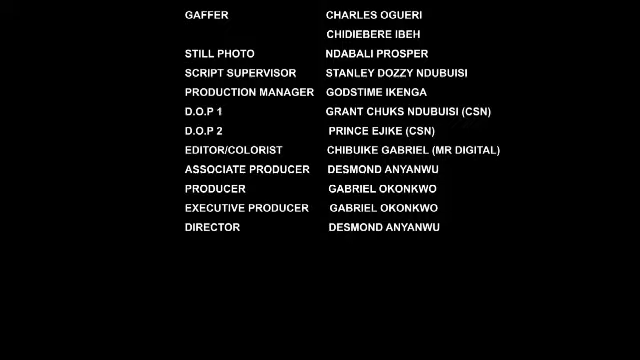 GAFFER CHARLES OGUERI
CHIDIEBERE IBEH
STILL PHOTO NDABALI PROSPER
SCRIPT SUPERVISOR STANLEY DOZZY NDUBUISI
PRODUCTION MANAGER GODSTIME IKENGA
D.O.P 1 GRANT CHUKS NDUBUISI (CSN)
D.O.P 2 PRINCE EJIKE (CSN)
EDITOR/COLORIST CHIBUIKE GABRIEL (MR DIGITAL)
ASSOCIATE PRODUCER DESMOND ANYANWU
PRODUCER GABRIEL OKONKWO
EXECUTIVE PRODUCER GABRIEL OKONKWO
DIRECTOR DESMOND ANYANWU